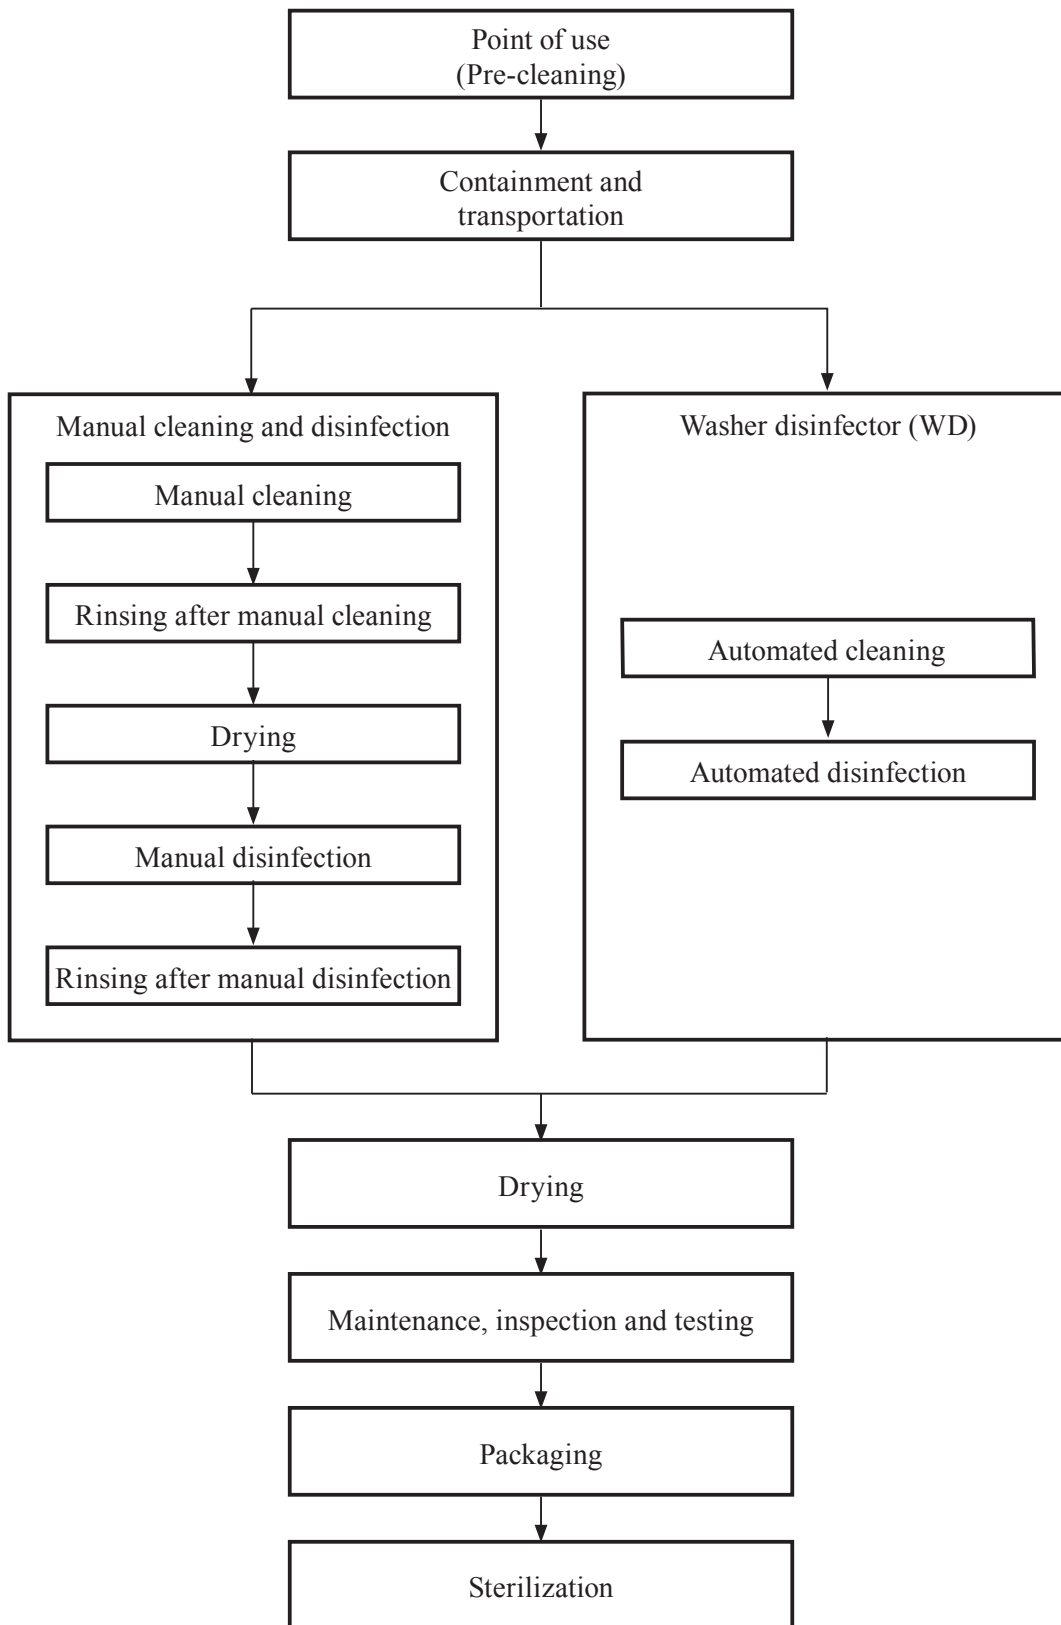 Point of use
(Pre-cleaning)
Containment and
transportation
Manual cleaning and disinfection
Manual cleaning
Rinsing after manual cleaning
Drying
Manual disinfection
Rinsing after manual disinfection
Washer disinfector (WD)
Automated cleaning
Automated disinfection
Drying
Maintenance, inspection and testing
Packaging
Sterilization